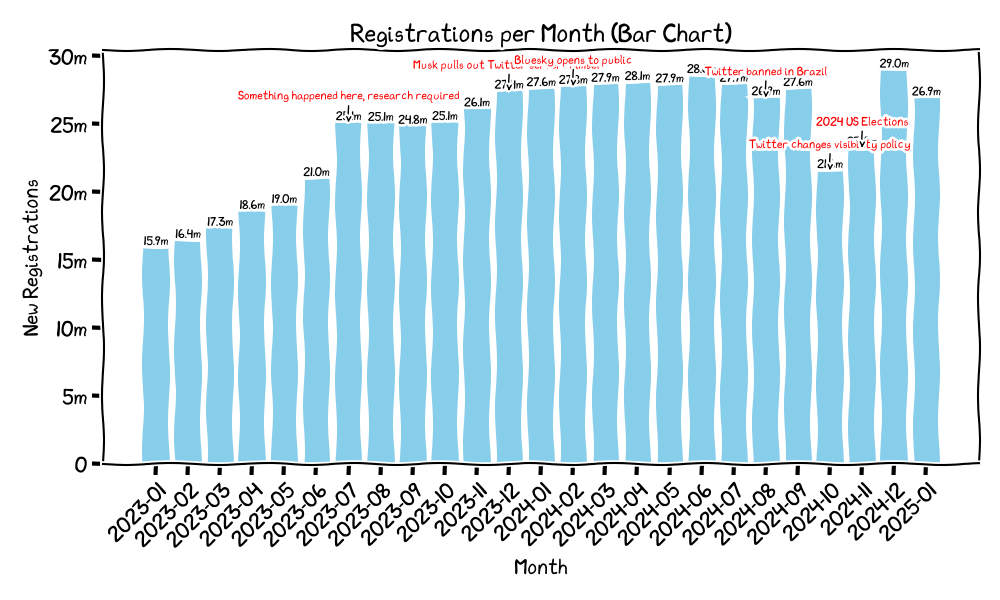 Registrations per Month (Bar Chart)
30m
25m
20m
15m
10m
5m
0
New Registrations
Musk pulls out
Bluesky opens to public
Twitter banned in Brazil
Something happened here, research required
2024 US Elections
Twitter changes visibility policy
15.9m
16.4m
17.3m
18.6m
19.0m
21.0m
25.1m
24.8m
25.1m
26.1m
27.6m
27.9m
28.1m
27.9m
27.6m
29.0m
26.9m
2023-01
2023-02
2023-03
2023-04
2023-05
2023-06
2023-07
2023-08
2023-09
2023-10
2023-11
2023-12
2024-01
2024-02
2024-03
2024-04
2024-05
2024-06
2024-07
2024-08
2024-09
2024-10
2024-11
2024-12
2025-01
Month